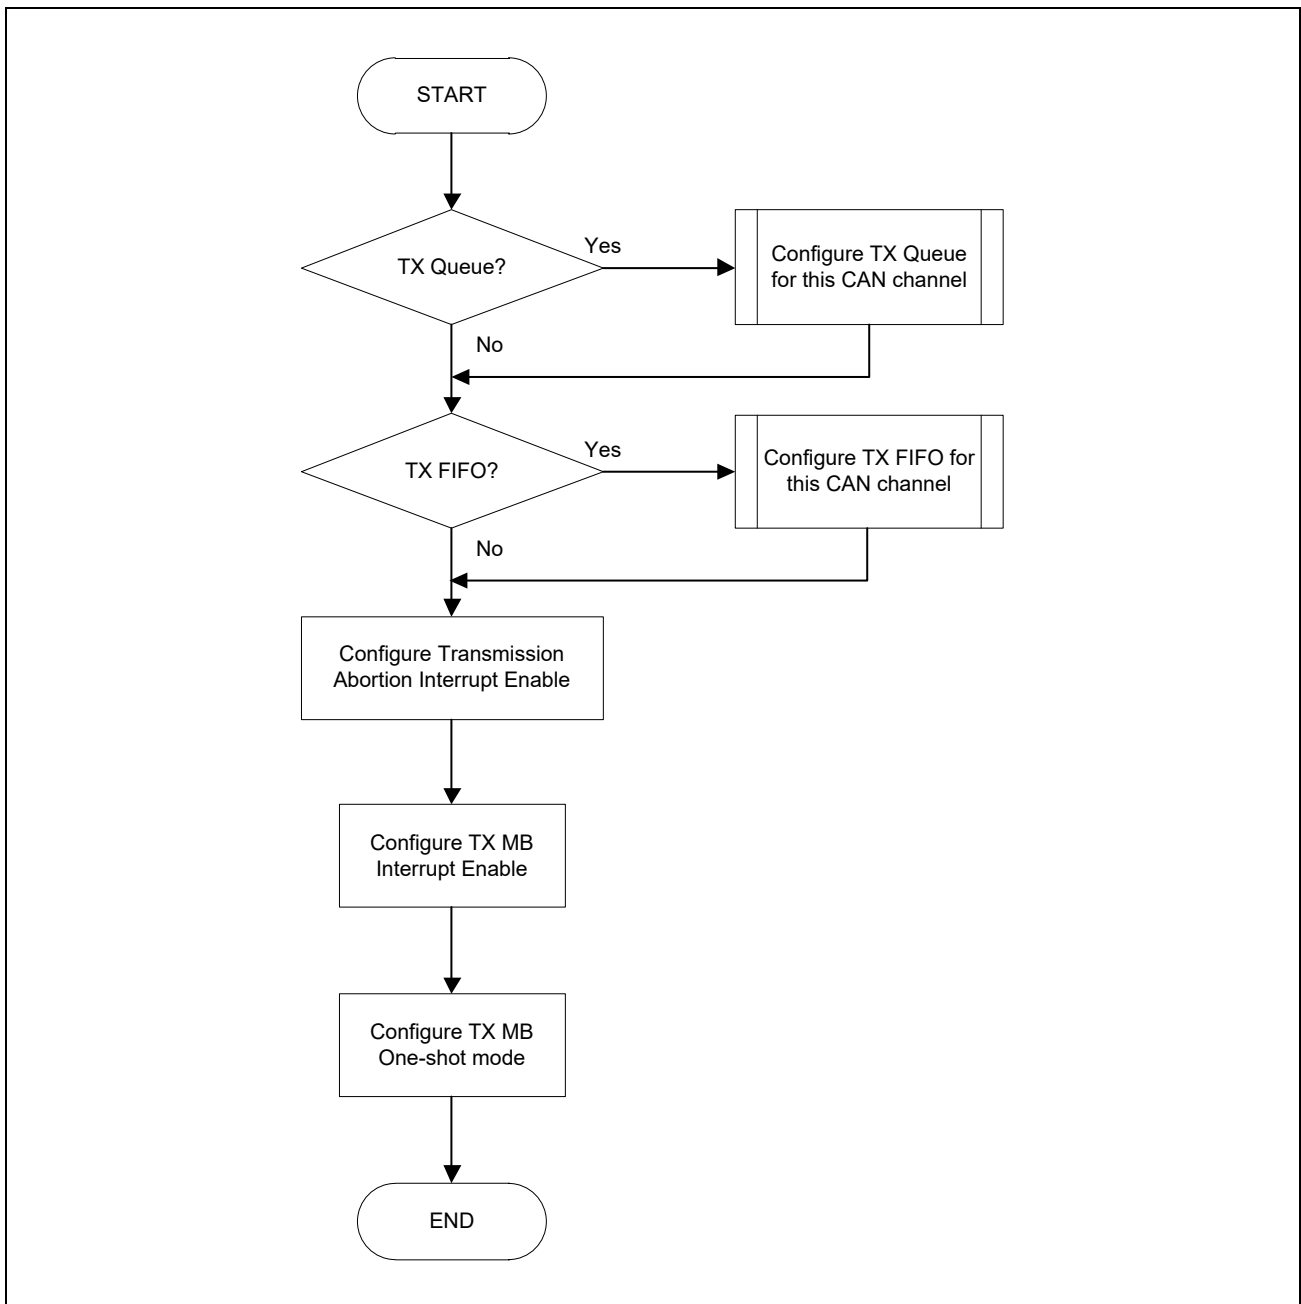 START
TX Queue?
Yes
Configure TX Queue
for this CAN channel
No
TX FIFO?
Yes
Configure TX FIFO for
this CAN channel
No
Configure Transmission
Abortion Interrupt Enable
Configure TX MB
Interrupt Enable
Configure TX MB
One-shot mode
END